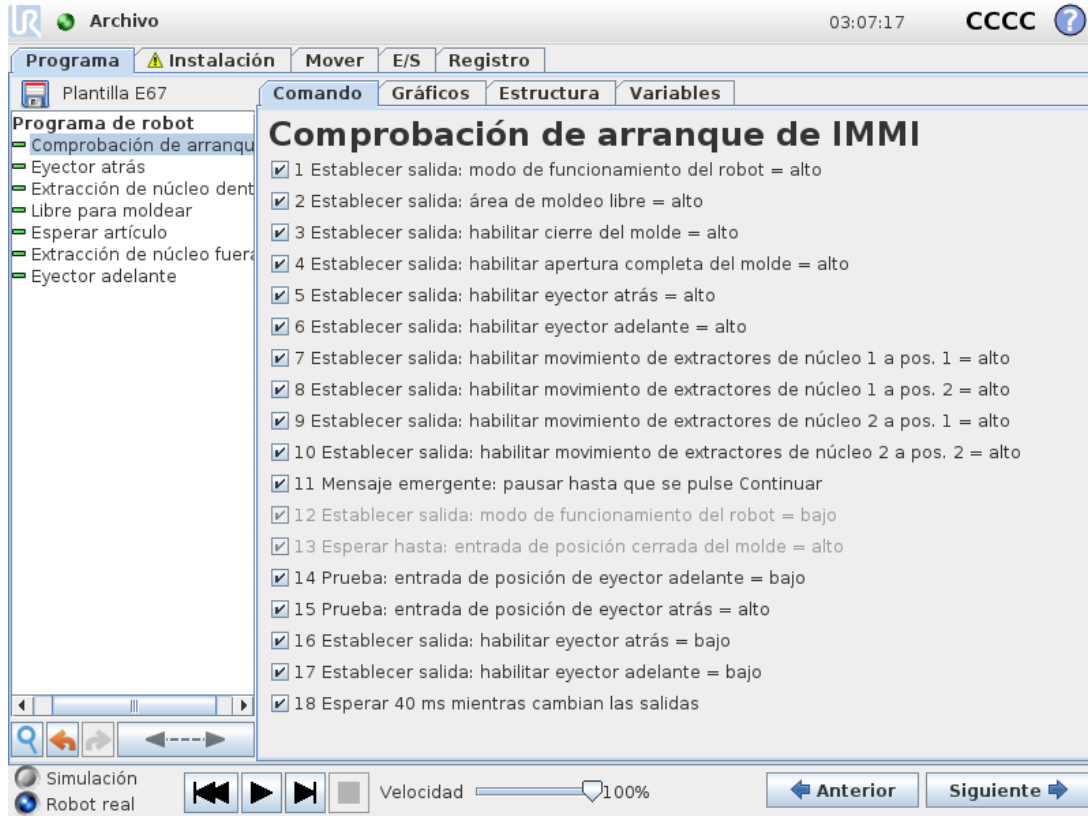 UR Archivo 03:07:17 CCCC ?
Programa Instalación Mover E/S Registro
Plantilla E67
Comando Gráficos Estructura Variables
Programa de robot
Comprobación de arranqu
Eyector atrás
Extracción de núcleo dent
Libre para moldear
Esperar artículo
Extracción de núcleo fuera
Eyector adelante
Comprobación de arranque de IMMI
1 Establecer salida: modo de funcionamiento del robot = alto
2 Establecer salida: área de moldeo libre = alto
3 Establecer salida: habilitar cierre del molde = alto
4 Establecer salida: habilitar apertura completa del molde = alto
5 Establecer salida: habilitar eyector atrás = alto
6 Establecer salida: habilitar eyector adelante = alto
7 Establecer salida: habilitar movimiento de extractores de núcleo 1 a pos. 1 = alto
8 Establecer salida: habilitar movimiento de extractores de núcleo 1 a pos. 2 = alto
9 Establecer salida: habilitar movimiento de extractores de núcleo 2 a pos. 1 = alto
10 Establecer salida: habilitar movimiento de extractores de núcleo 2 a pos. 2 = alto
11 Mensaje emergente: pausar hasta que se pulse Continuar
12 Establecer salida: modo de funcionamiento del robot = bajo
13 Esperar hasta: entrada de posición cerrada del molde = alto
14 Prueba: entrada de posición de eyector adelante = bajo
15 Prueba: entrada de posición de eyector atrás = alto
16 Establecer salida: habilitar eyector atrás = bajo
17 Establecer salida: habilitar eyector adelante = bajo
18 Esperar 40 ms mientras cambian las salidas
Simulación
Robot real
Velocidad 100%
Anterior Siguiente